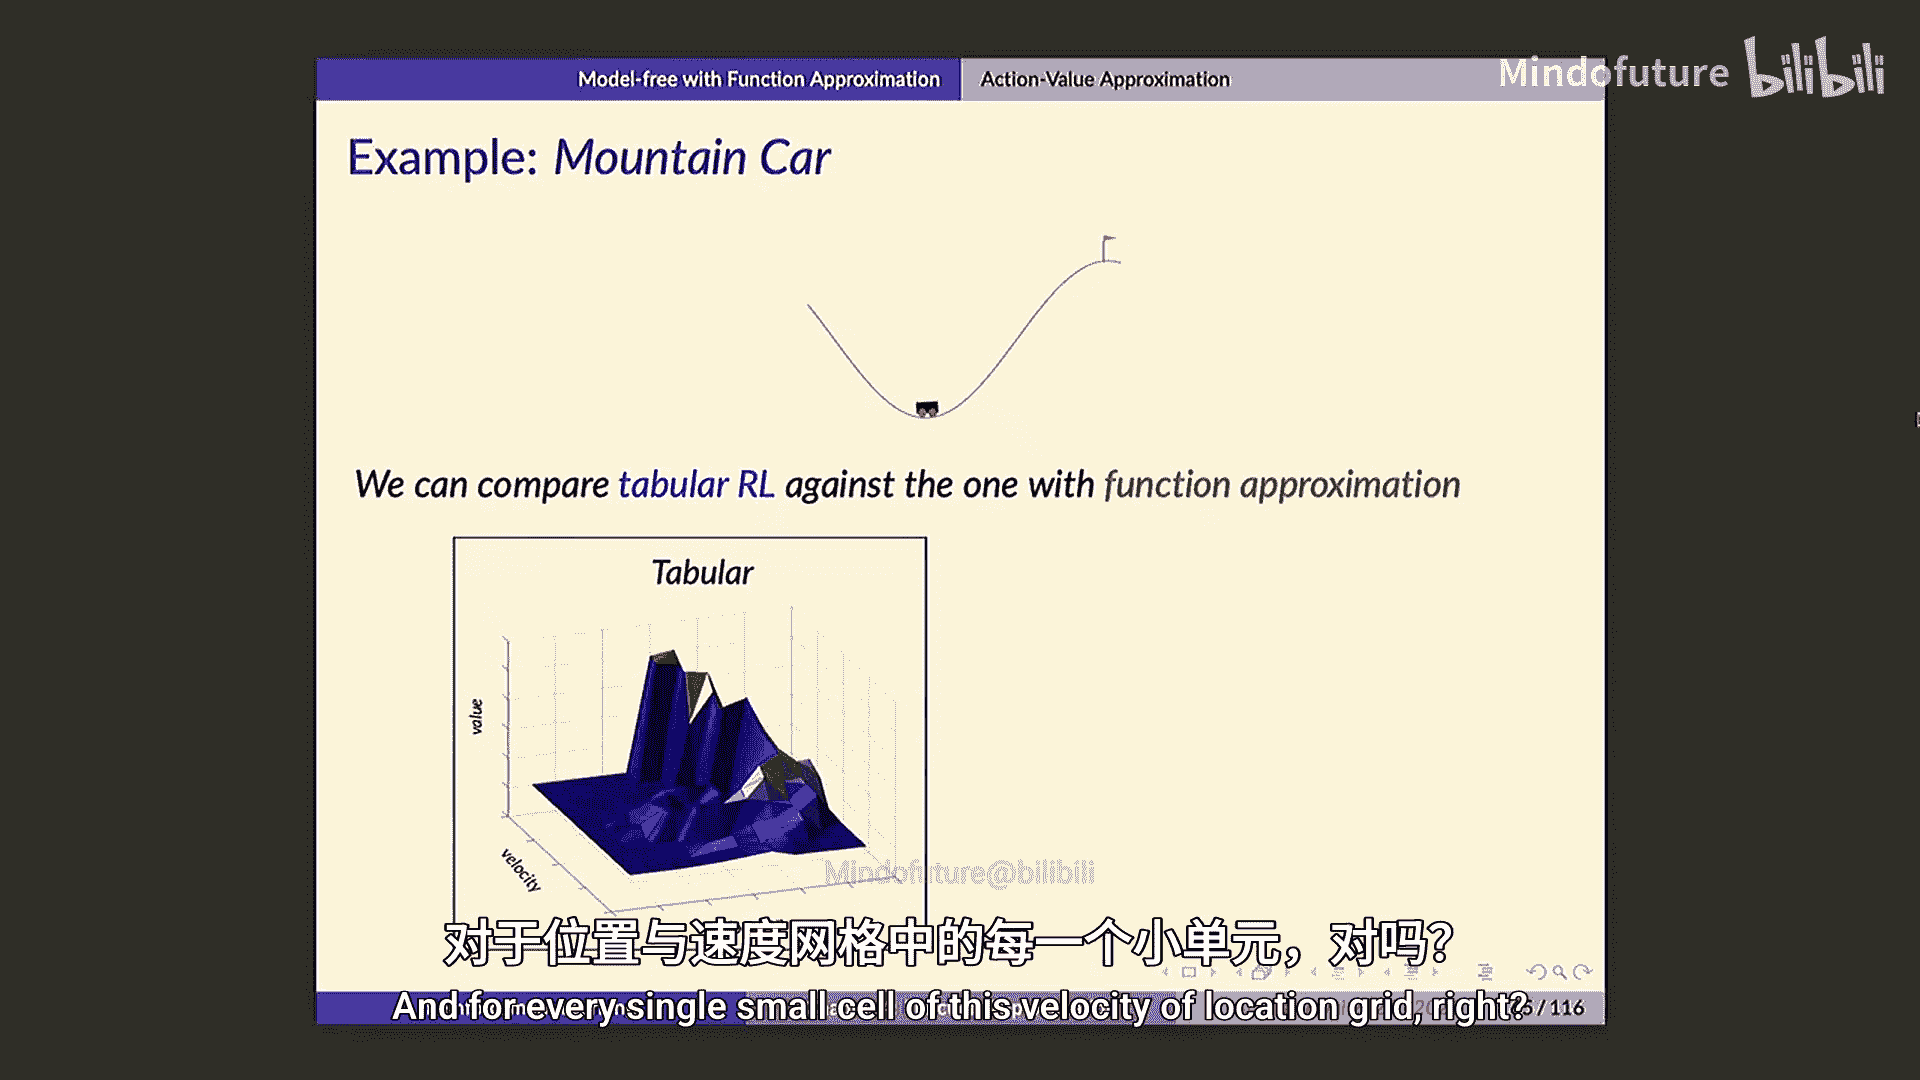 Model-free with Function Approximation
Action-Value Approximation
Mindofuture bilibili
Example: Mountain Car
We can compare tabular RL against the one with function approximation
Tabular
value
velocity
Mindofuture@bilibili
对于位置与速度网格中的每一个小单元，对吗？
And for every single small cell of this velocity of location grid, right?
/ 116